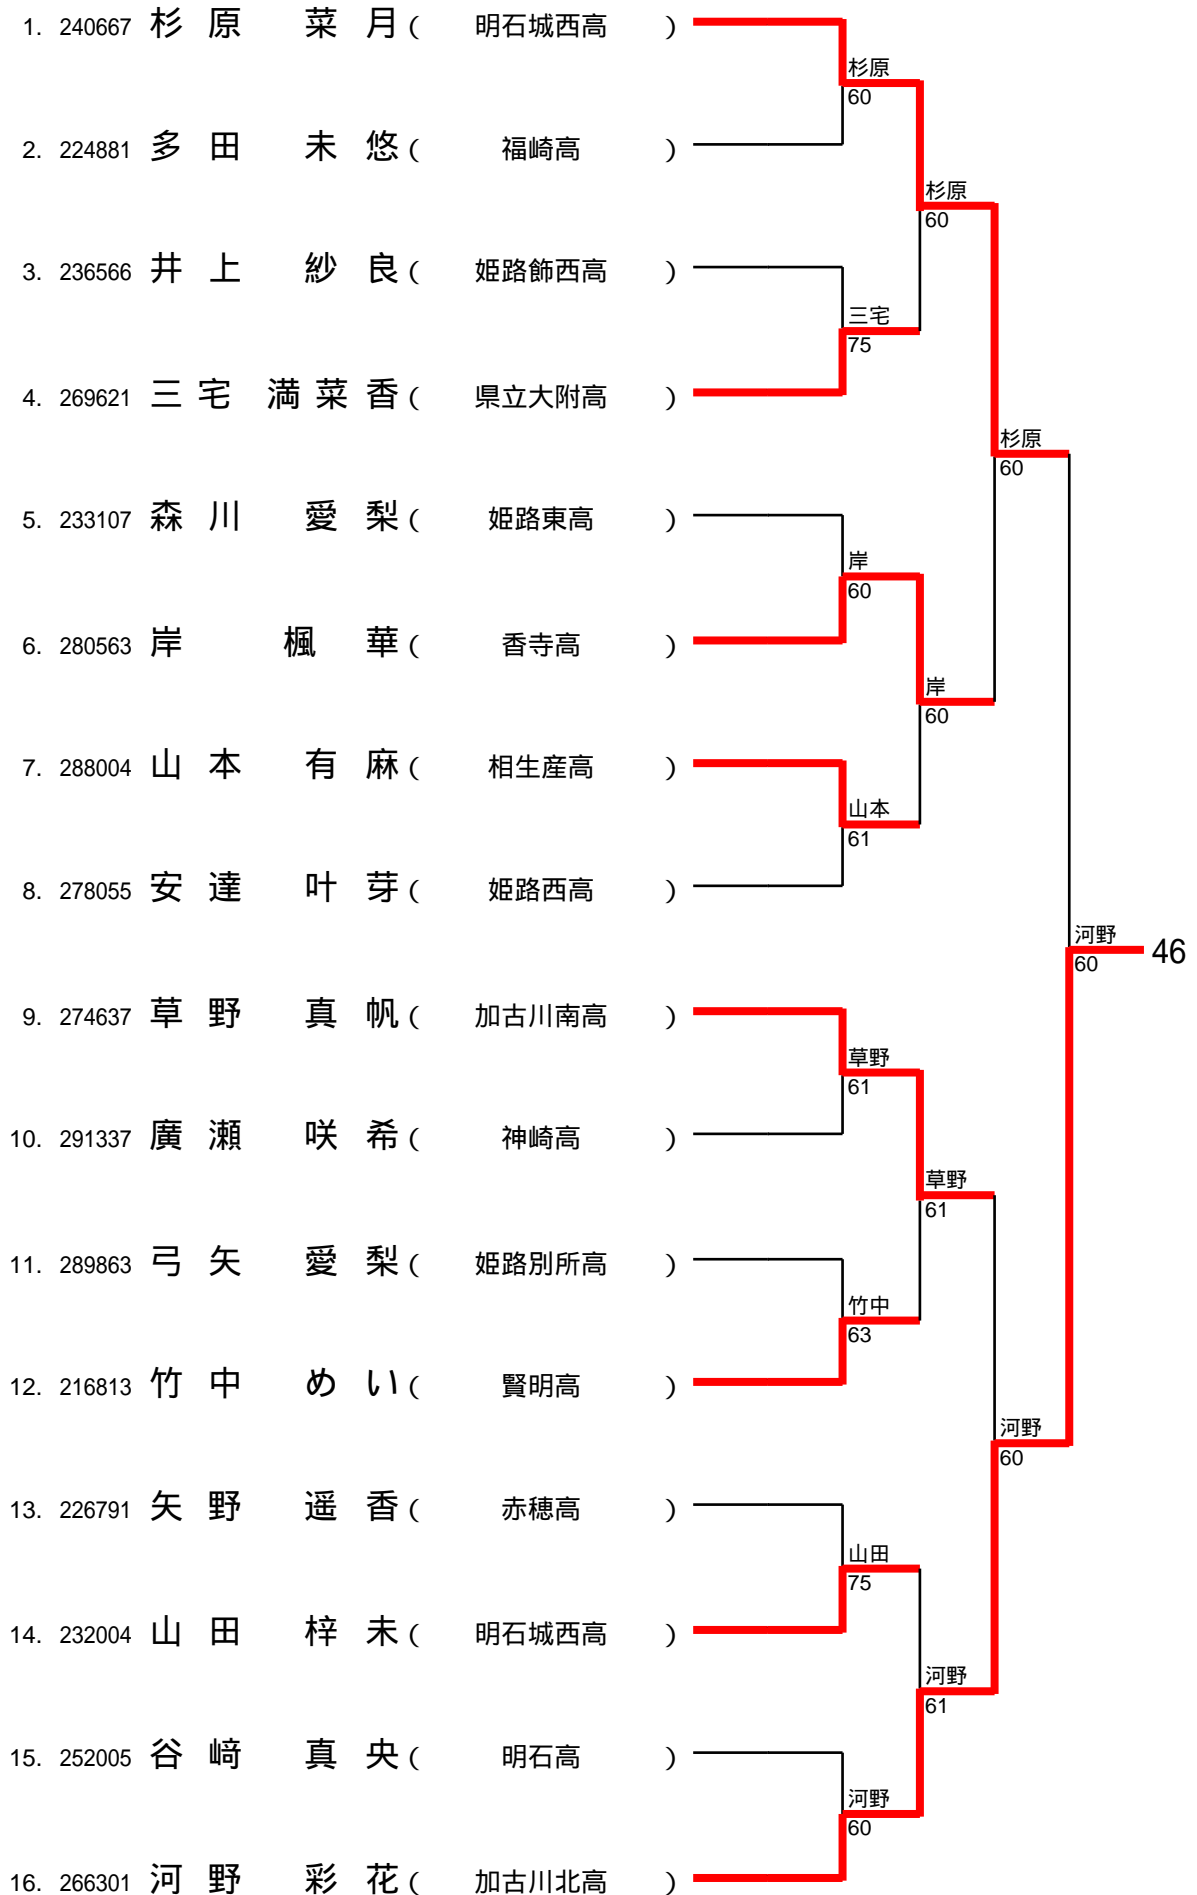 1. 240667 杉原 菜月 ( 明石城西高 )
杉原
60
2. 224881 多田 未悠 ( 福崎高 )
杉原
60
3. 236566 井上 紗良 ( 姫路飾西高 )
三宅
75
4. 269621 三宅 満菜香 ( 県立大附高 )
杉原
60
5. 233107 森川 愛梨 ( 姫路東高 )
岸
60
6. 280563 岸 楓華 ( 香寺高 )
岸
60
7. 288004 山本 有麻 ( 相生産高 )
山本
61
8. 278055 安達 叶芽 ( 姫路西高 )
河野
60
46
9. 274637 草野 真帆 ( 加古川南高 )
草野
61
10. 291337 廣瀬 咲希 ( 神崎高 )
草野
61
11. 289863 弓矢 愛梨 ( 姫路別所高 )
竹中
63
12. 216813 竹中 めい ( 賢明高 )
河野
60
13. 226791 矢野 遥香 ( 赤穂高 )
山田
75
14. 232004 山田 梓未 ( 明石城西高 )
河野
61
15. 252005 谷﨑 真央 ( 明石高 )
河野
60
16. 266301 河野 彩花 ( 加古川北高 )